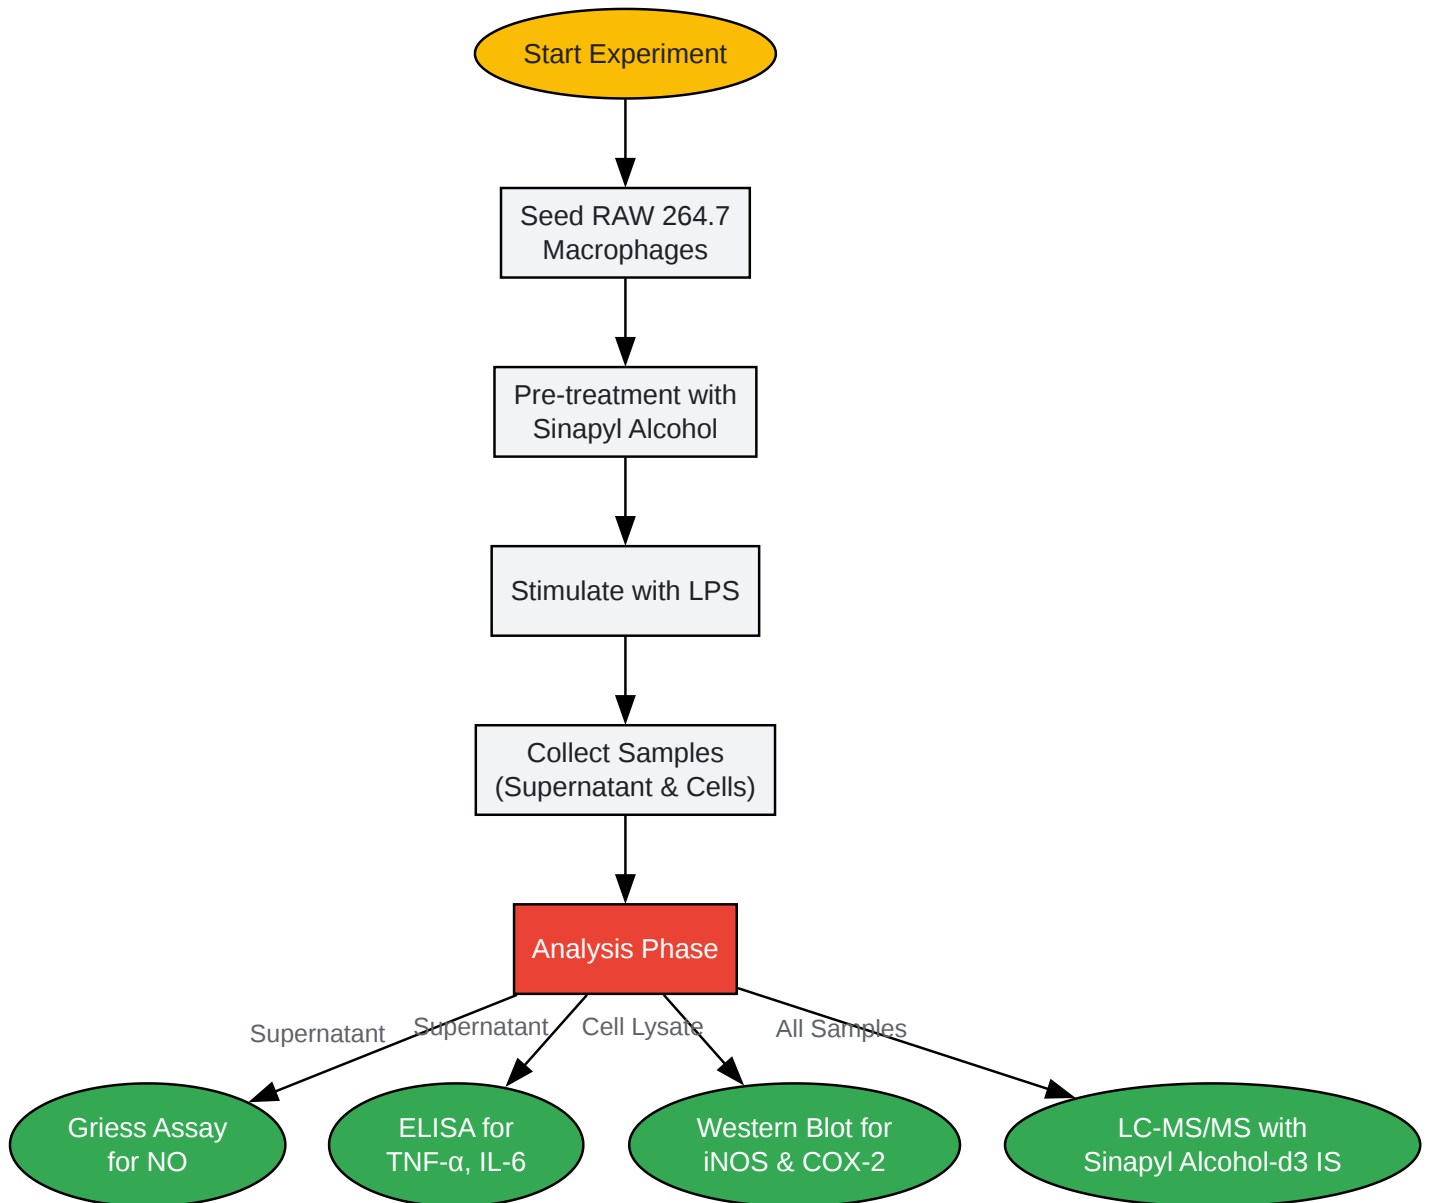 Start Experiment
Seed RAW 264.7
Macrophages
Pre-treatment with
Sinapyl Alcohol
Stimulate with LPS
Collect Samples
(Supernatant & Cells)
Analysis Phase
Supernatant
Supernatant
Cell Lysate
All Samples
Griess Assay
for NO
ELISA for
TNF-α, IL-6
Western Blot for
iNOS & COX-2
LC-MS/MS with
Sinapyl Alcohol-d3 IS